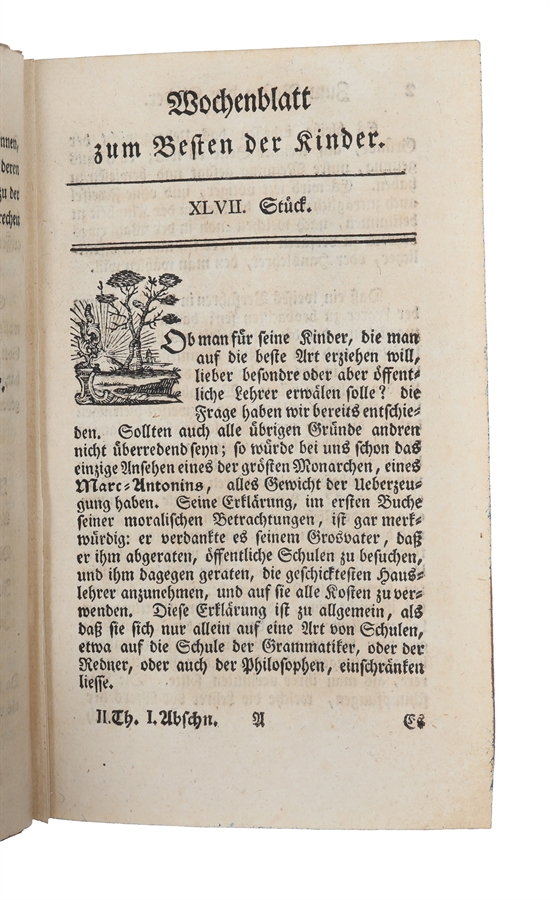 nnen,
deren
zu der
rechen
Wochenblatt
zum Besten der Kinder.
XLVII. Stück.
Ob man für seine Kinder, die man
auf die beste Art erziehen will,
lieber besondre oder aber öffent-
liche Lehrer erwälen solle? die
Frage haben wir bereits entschie-
den. Sollten auch alle übrigen Gründe andren
nicht überredend seyn; so würde bei uns schon das
einzige Ansehen eines der grösten Monarchen, eines
Marc-Antonins, alles Gewicht der Ueberzeu-
gung haben. Seine Erklärung, im ersten Buche
seiner moralischen Betrachtungen, ist gar merk-
würdig: er verdankte es seinem Grosvater, daß
er ihm abgeraten, öffentliche Schulen zu besuchen,
und ihm dagegen geraten, die geschicktesten Haus-
lehrer anzunehmen, und auf sie alle Kosten zu ver-
wenden. Diese Erklärung ist zu allgemein, als
daß sie sich nur allein auf eine Art von Schulen,
etwa auf die Schule der Grammatiker, oder der
Redner, oder auch der Philosophen, einschränken
liesse.
II. Th. I. Abschn. A Es